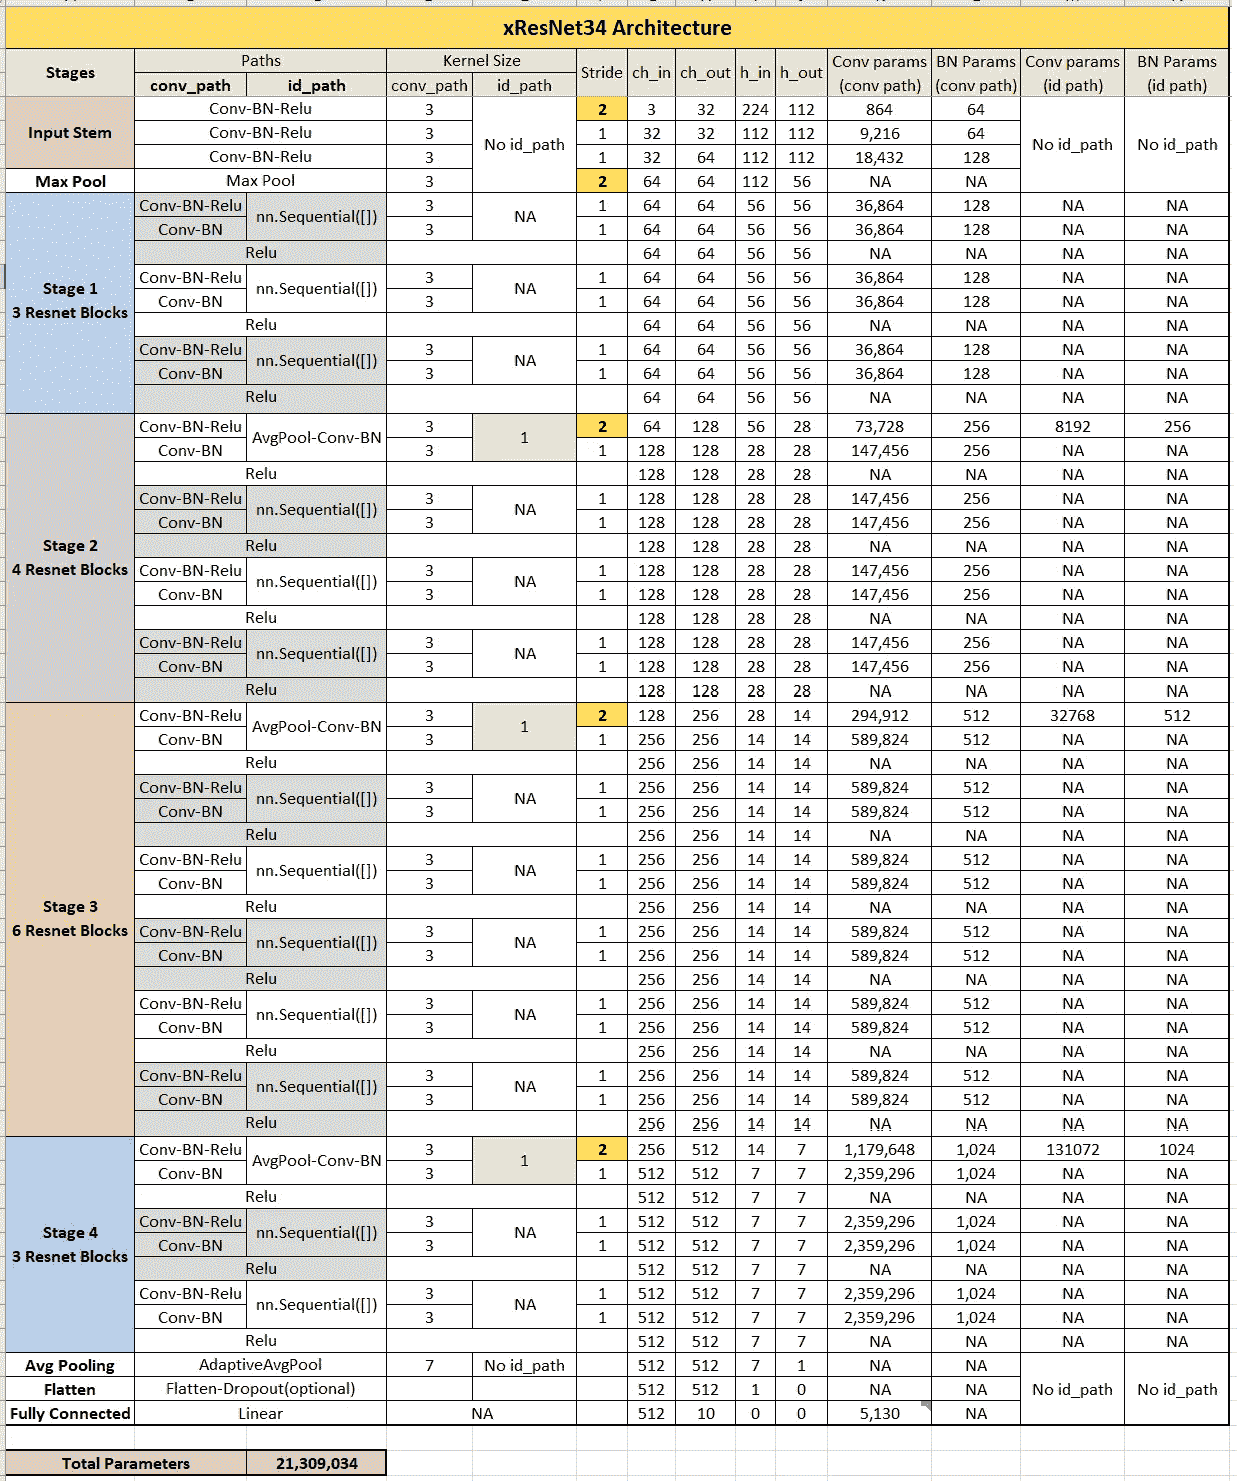 xResNet34 Architecture
Stages Paths Kernel Size Stride ch_in ch_out h_in h_out Conv params (conv path) BN Params (conv path) Conv params (id path) BN Params (id path)
conv_path id_path conv_path id_path
Input Stem Conv-BN-Relu 3 No id_path 2 3 32 224 112 864 64 No id_path No id_path
Conv-BN-Relu 3 1 32 32 112 112 9,216 64
Conv-BN-Relu 3 1 32 64 112 112 18,432 128
Max Pool Max Pool 3 2 64 64 112 56 NA NA
Stage 1 3 Resnet Blocks Conv-BN-Relu nn.Sequential([]) 3 NA 1 64 64 56 56 36,864 128 NA NA
Conv-BN 3 1 64 64 56 56 36,864 128 NA NA
Relu 64 64 56 56 NA NA NA NA
Conv-BN-Relu nn.Sequential([]) 3 NA 1 64 64 56 56 36,864 128 NA NA
Conv-BN 3 1 64 64 56 56 36,864 128 NA NA
Relu 64 64 56 56 NA NA NA NA
Conv-BN-Relu nn.Sequential([]) 3 NA 1 64 64 56 56 36,864 128 NA NA
Conv-BN 3 1 64 64 56 56 36,864 128 NA NA
Relu 64 64 56 56 NA NA NA NA
Stage 2 4 Resnet Blocks Conv-BN-Relu AvgPool-Conv-BN 3 1 2 64 128 56 28 73,728 256 8192 256
Conv-BN 3 1 128 128 28 28 147,456 256 NA NA
Relu 128 128 28 28 NA NA NA NA
Conv-BN-Relu nn.Sequential([]) 3 NA 1 128 128 28 28 147,456 256 NA NA
Conv-BN 3 1 128 128 28 28 147,456 256 NA NA
Relu 128 128 28 28 NA NA NA NA
Conv-BN-Relu nn.Sequential([]) 3 NA 1 128 128 28 28 147,456 256 NA NA
Conv-BN 3 1 128 128 28 28 147,456 256 NA NA
Relu 128 128 28 28 NA NA NA NA
Conv-BN-Relu nn.Sequential([]) 3 NA 1 128 128 28 28 147,456 256 NA NA
Conv-BN 3 1 128 128 28 28 147,456 256 NA NA
Relu 128 128 28 28 NA NA NA NA
Stage 3 6 Resnet Blocks Conv-BN-Relu AvgPool-Conv-BN 3 1 2 128 256 28 14 294,912 512 32768 512
Conv-BN 3 1 256 256 14 14 589,824 512 NA NA
Relu 256 256 14 14 NA NA NA NA
Conv-BN-Relu nn.Sequential([]) 3 NA 1 256 256 14 14 589,824 512 NA NA
Conv-BN 3 1 256 256 14 14 589,824 512 NA NA
Relu 256 256 14 14 NA NA NA NA
Conv-BN-Relu nn.Sequential([]) 3 NA 1 256 256 14 14 589,824 512 NA NA
Conv-BN 3 1 256 256 14 14 589,824 512 NA NA
Relu 256 256 14 14 NA NA NA NA
Conv-BN-Relu nn.Sequential([]) 3 NA 1 256 256 14 14 589,824 512 NA NA
Conv-BN 3 1 256 256 14 14 589,824 512 NA NA
Relu 256 256 14 14 NA NA NA NA
Conv-BN-Relu nn.Sequential([]) 3 NA 1 256 256 14 14 589,824 512 NA NA
Conv-BN 3 1 256 256 14 14 589,824 512 NA NA
Relu 256 256 14 14 NA NA NA NA
Conv-BN-Relu nn.Sequential([]) 3 NA 1 256 256 14 14 589,824 512 NA NA
Conv-BN 3 1 256 256 14 14 589,824 512 NA NA
Relu 256 256 14 14 NA NA NA NA
Stage 4 3 Resnet Blocks Conv-BN-Relu AvgPool-Conv-BN 3 1 2 256 512 14 7 1,179,648 1,024 131072 1024
Conv-BN 3 1 512 512 7 7 2,359,296 1,024 NA NA
Relu 512 512 7 7 NA NA NA NA
Conv-BN-Relu nn.Sequential([]) 3 NA 1 512 512 7 7 2,359,296 1,024 NA NA
Conv-BN 3 1 512 512 7 7 2,359,296 1,024 NA NA
Relu 512 512 7 7 NA NA NA NA
Conv-BN-Relu nn.Sequential([]) 3 NA 1 512 512 7 7 2,359,296 1,024 NA NA
Conv-BN 3 1 512 512 7 7 2,359,296 1,024 NA NA
Relu 512 512 7 7 NA NA NA NA
Avg Pooling AdaptiveAvgPool 7 No id_path 512 512 7 1 NA NA No id_path No id_path
Flatten Flatten-Dropout(optional) 512 512 1 0 NA NA
Fully Connected Linear NA 512 10 0 0 5,130 NA
Total Parameters 21,309,034